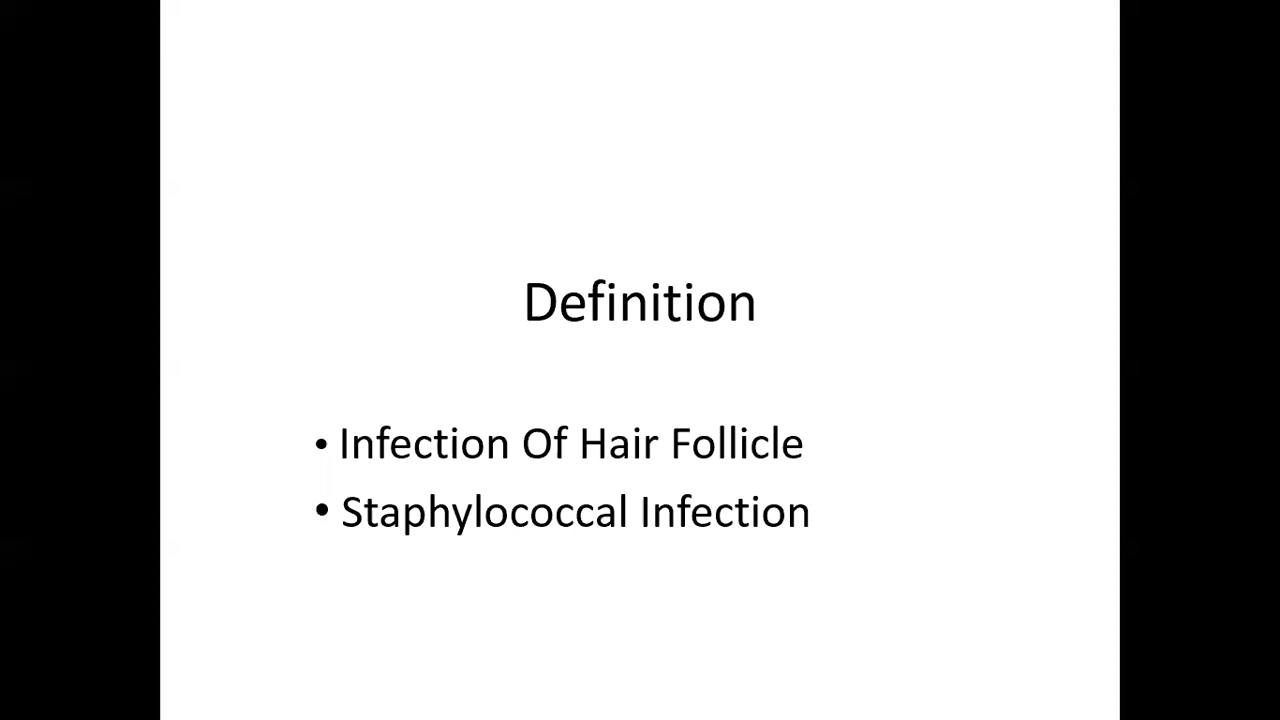 Definition
• Infection Of Hair Follicle
• Staphylococcal Infection